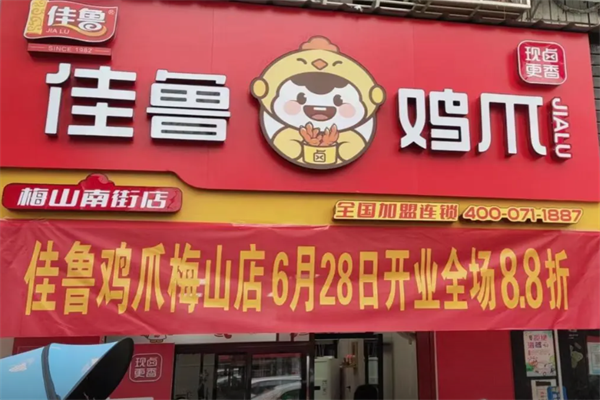 佳鲁
JIA LU
SINCE 1982
佳鲁鸡爪
卤
JIALU
现卤
更香
梅山南街店
全国加盟连锁 400-071-1887
佳鲁鸡爪梅山店6月28日开业全场8.8折
现卤
更香